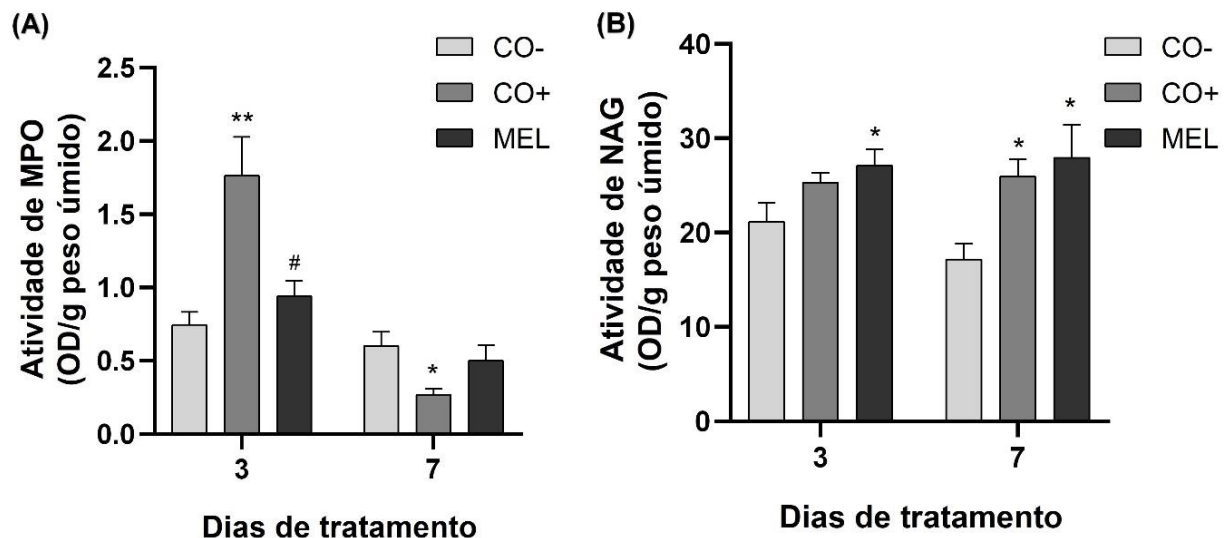 (A)
CO-
CO+
MEL
Atividade de MPO
(OD/g peso úmido)
2.5
2.0
1.5
1.0
0.5
0.0
**
#
*
3
7
Dias de tratamento
(B)
CO-
CO+
MEL
Atividade de NAG
(OD/g peso úmido)
40
30
20
10
0
*
*
*
3
7
Dias de tratamento